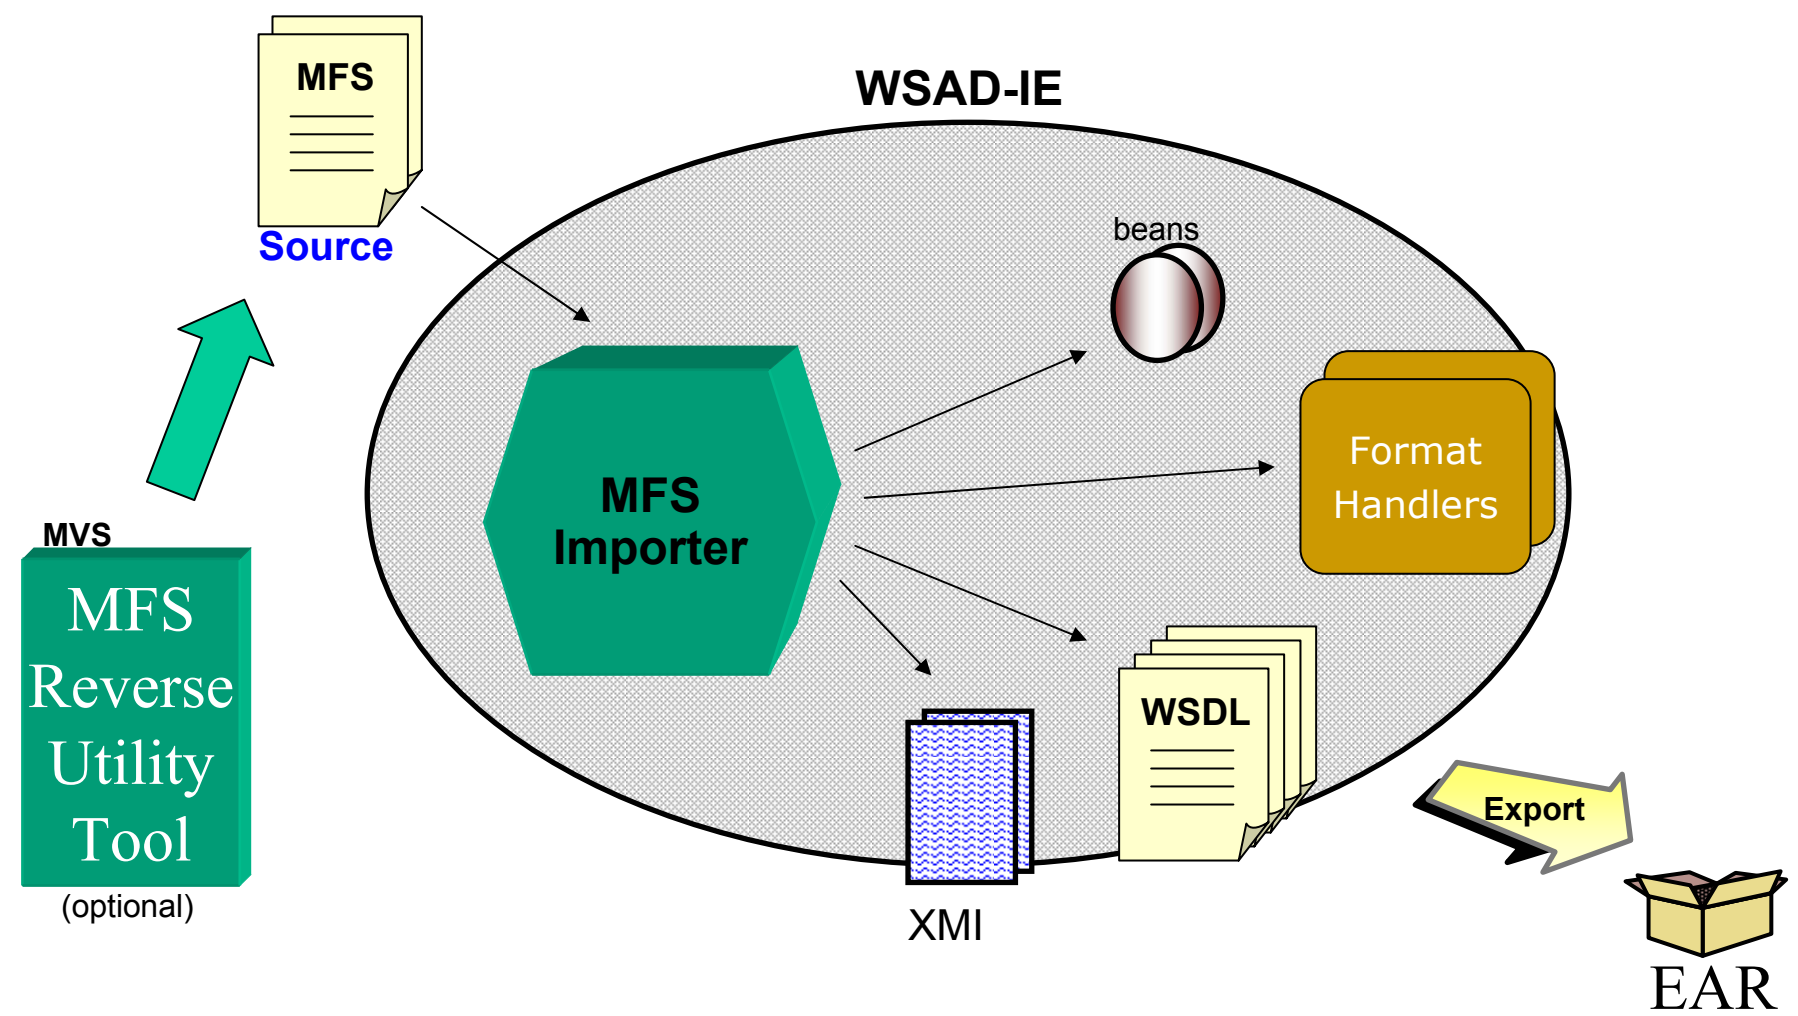 MFS
Source
WSAD-IE
beans
MFS
Importer
Format
Handlers
MVS
MFS
Reverse
Utility
Tool
(optional)
WSDL
XMI
Export
EAR